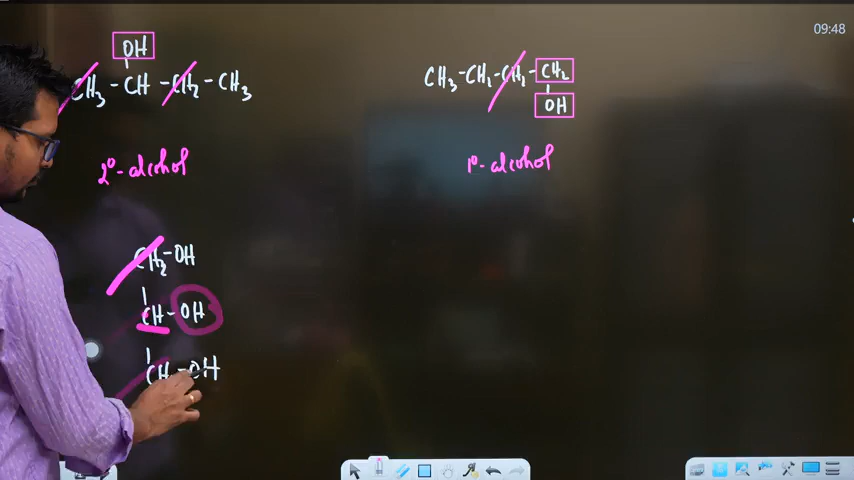 09:48
OH
CH3 - CH - CH2 - CH3
CH3 - CH2 - CH2 - CH2
OH
2°-alcohol
1°-alcohol
CH2-OH
CH-OH
CH2-OH